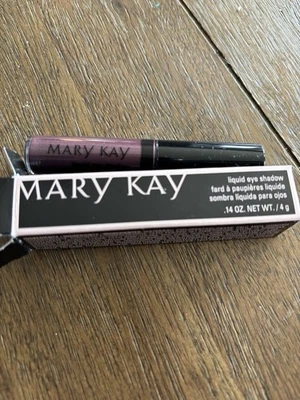 MARY KAY
MARY KAY
liquid eye shadow
fard à paupières liquide
sombra líquida para ojos
.14 OZ. NET WT. / 4 g